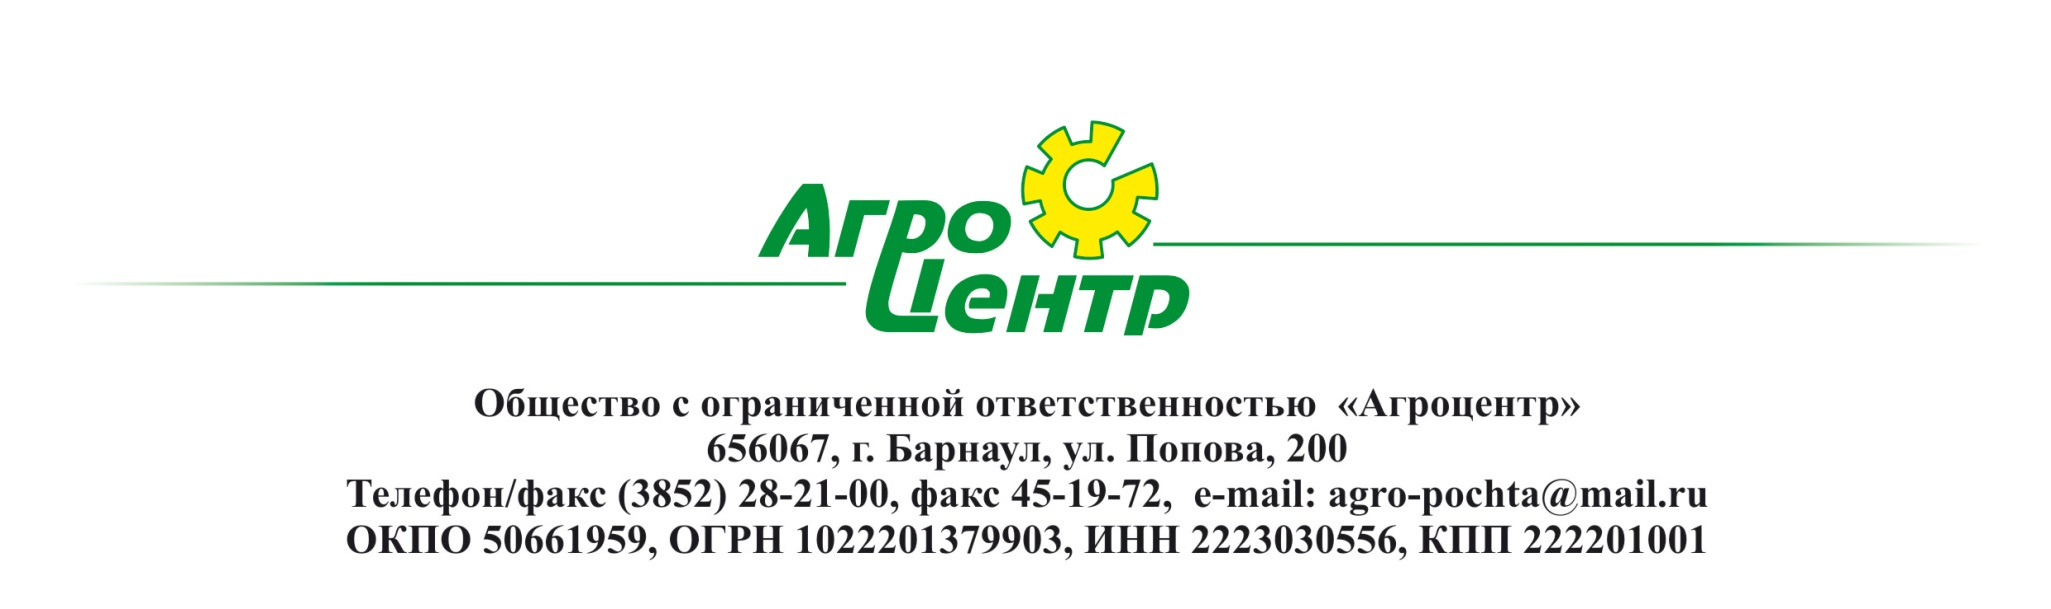 Агро
Центр
Общество с ограниченной ответственностью «Агроцентр»
656067, г. Барнаул, ул. Попова, 200
Телефон/факс (3852) 28-21-00, факс 45-19-72, e-mail: agro-pochta@mail.ru
ОКПО 50661959, ОГРН 1022201379903, ИНН 2223030556, КПП 222201001